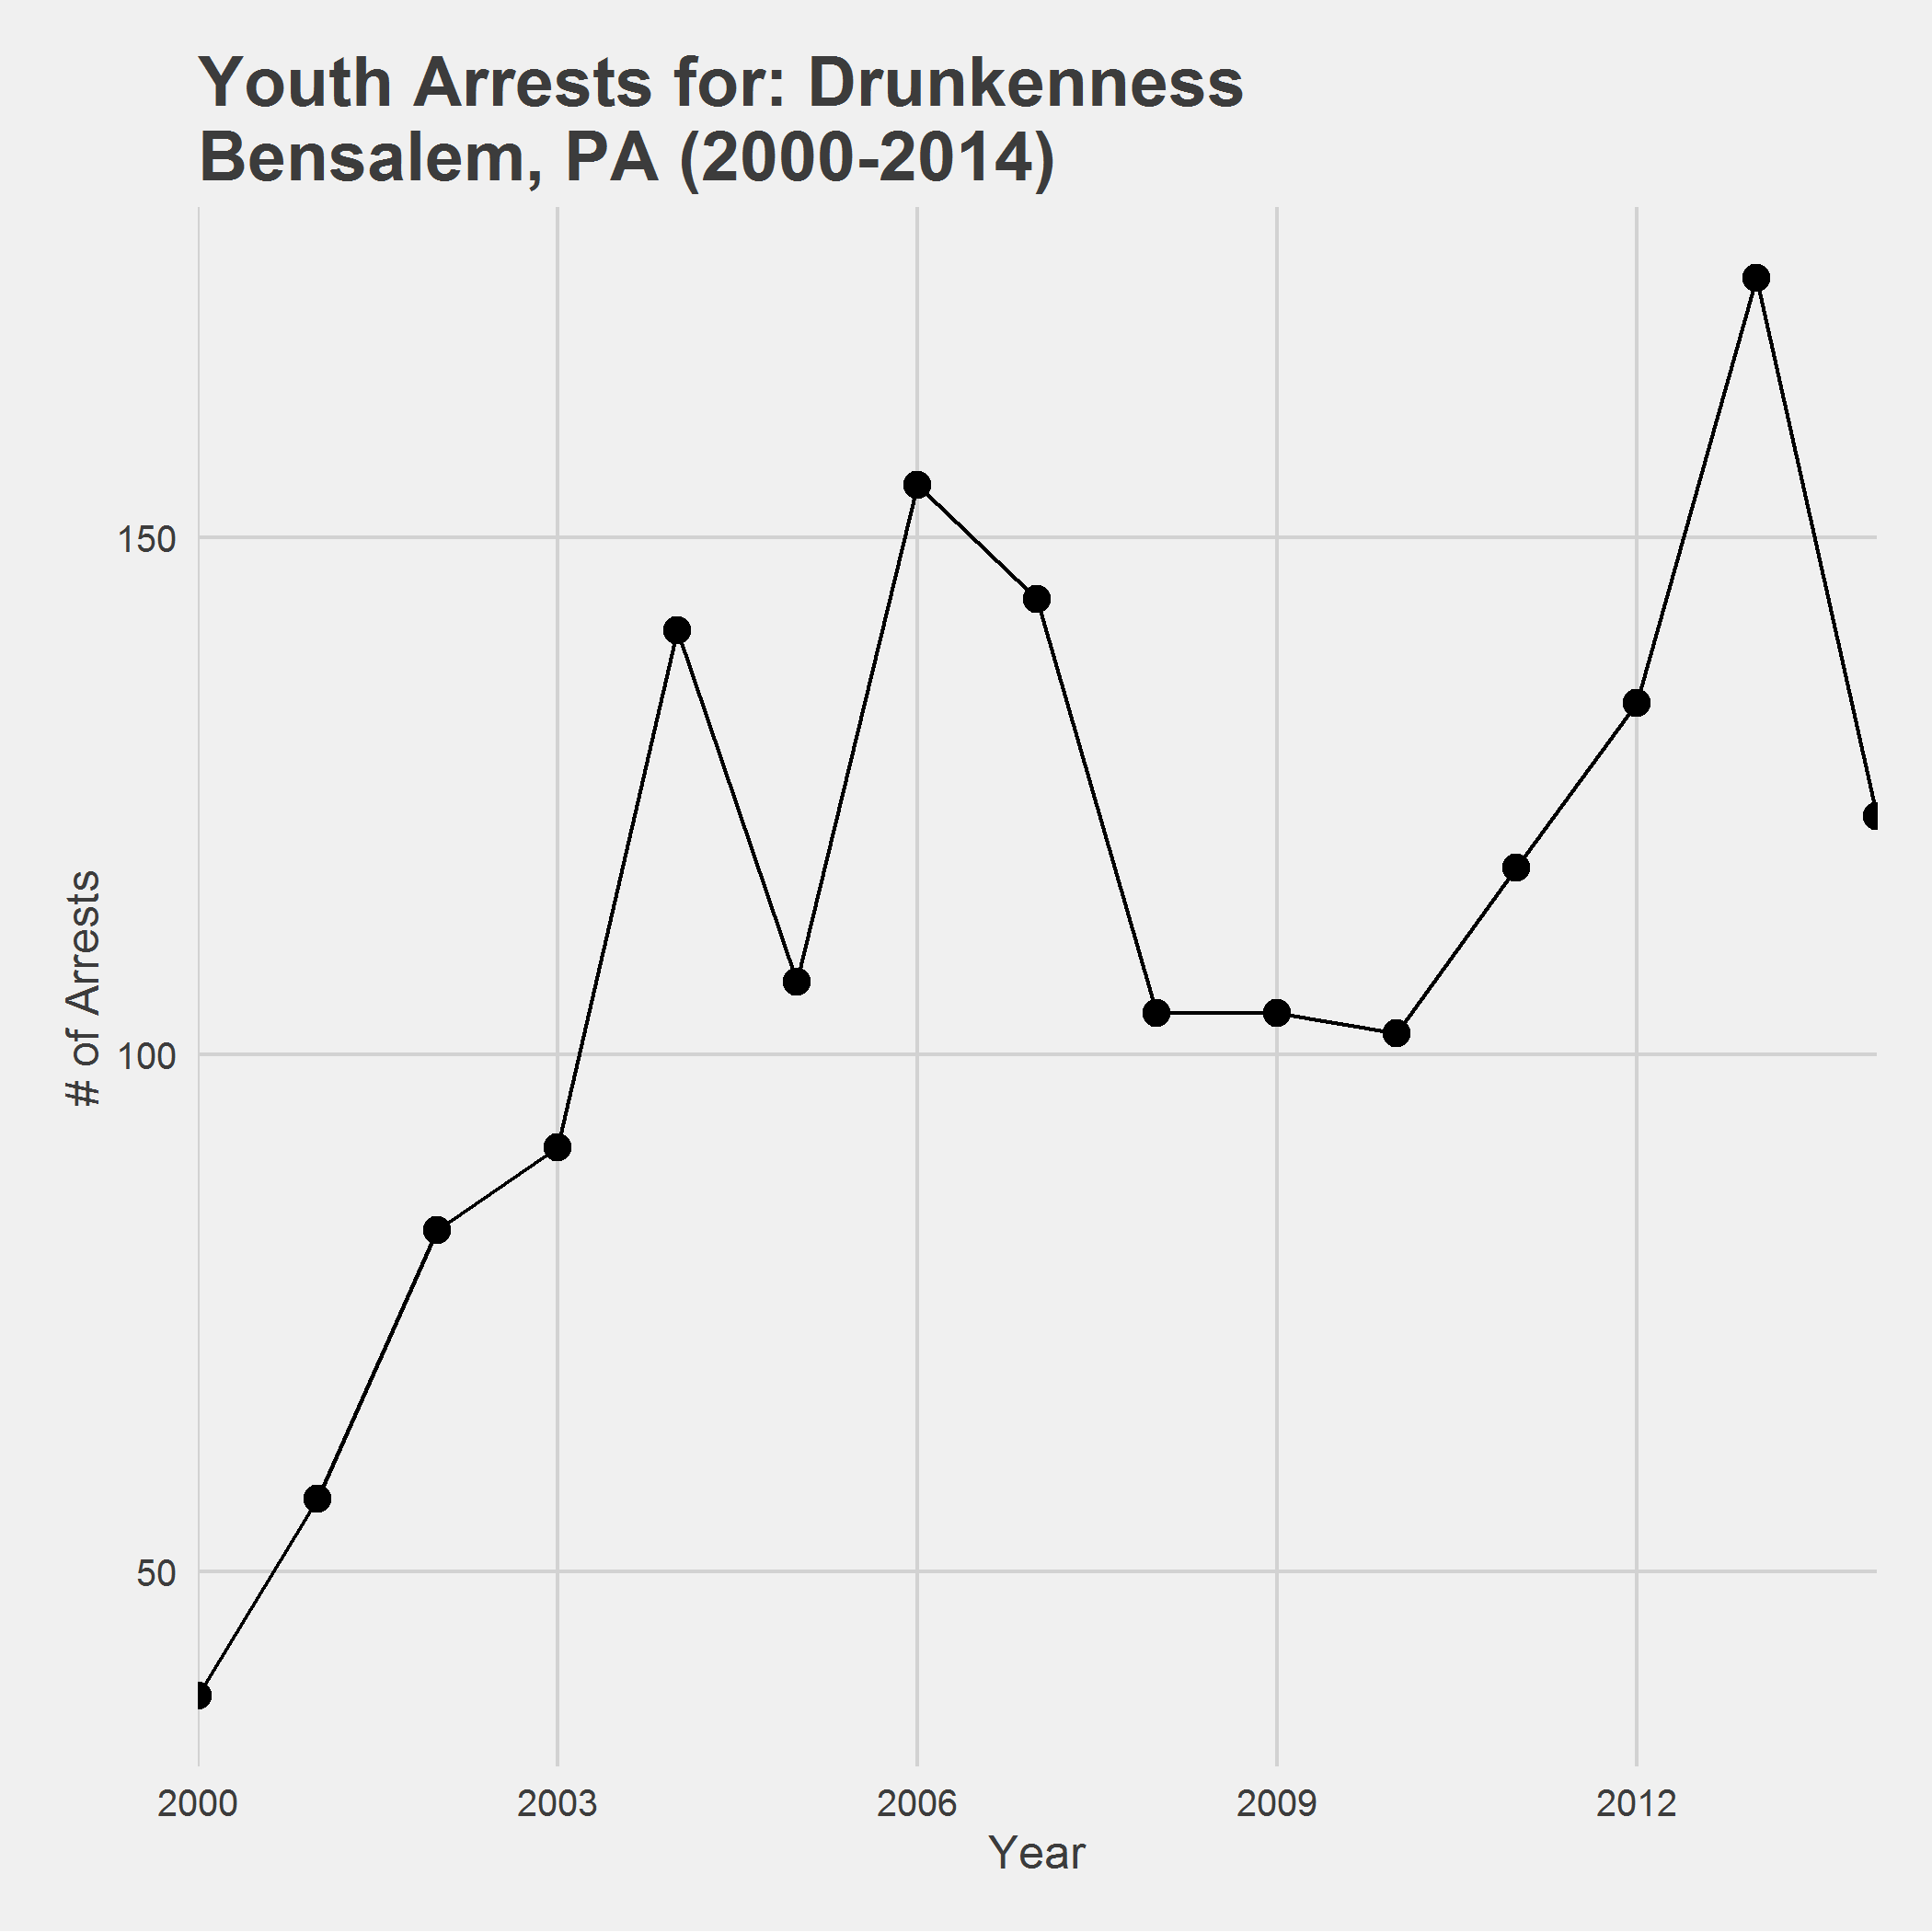 Youth Arrests for: Drunkenness
Bensalem, PA (2000-2014)
150
100
50
# of Arrests
2000 2003 2006 2009 2012
Year